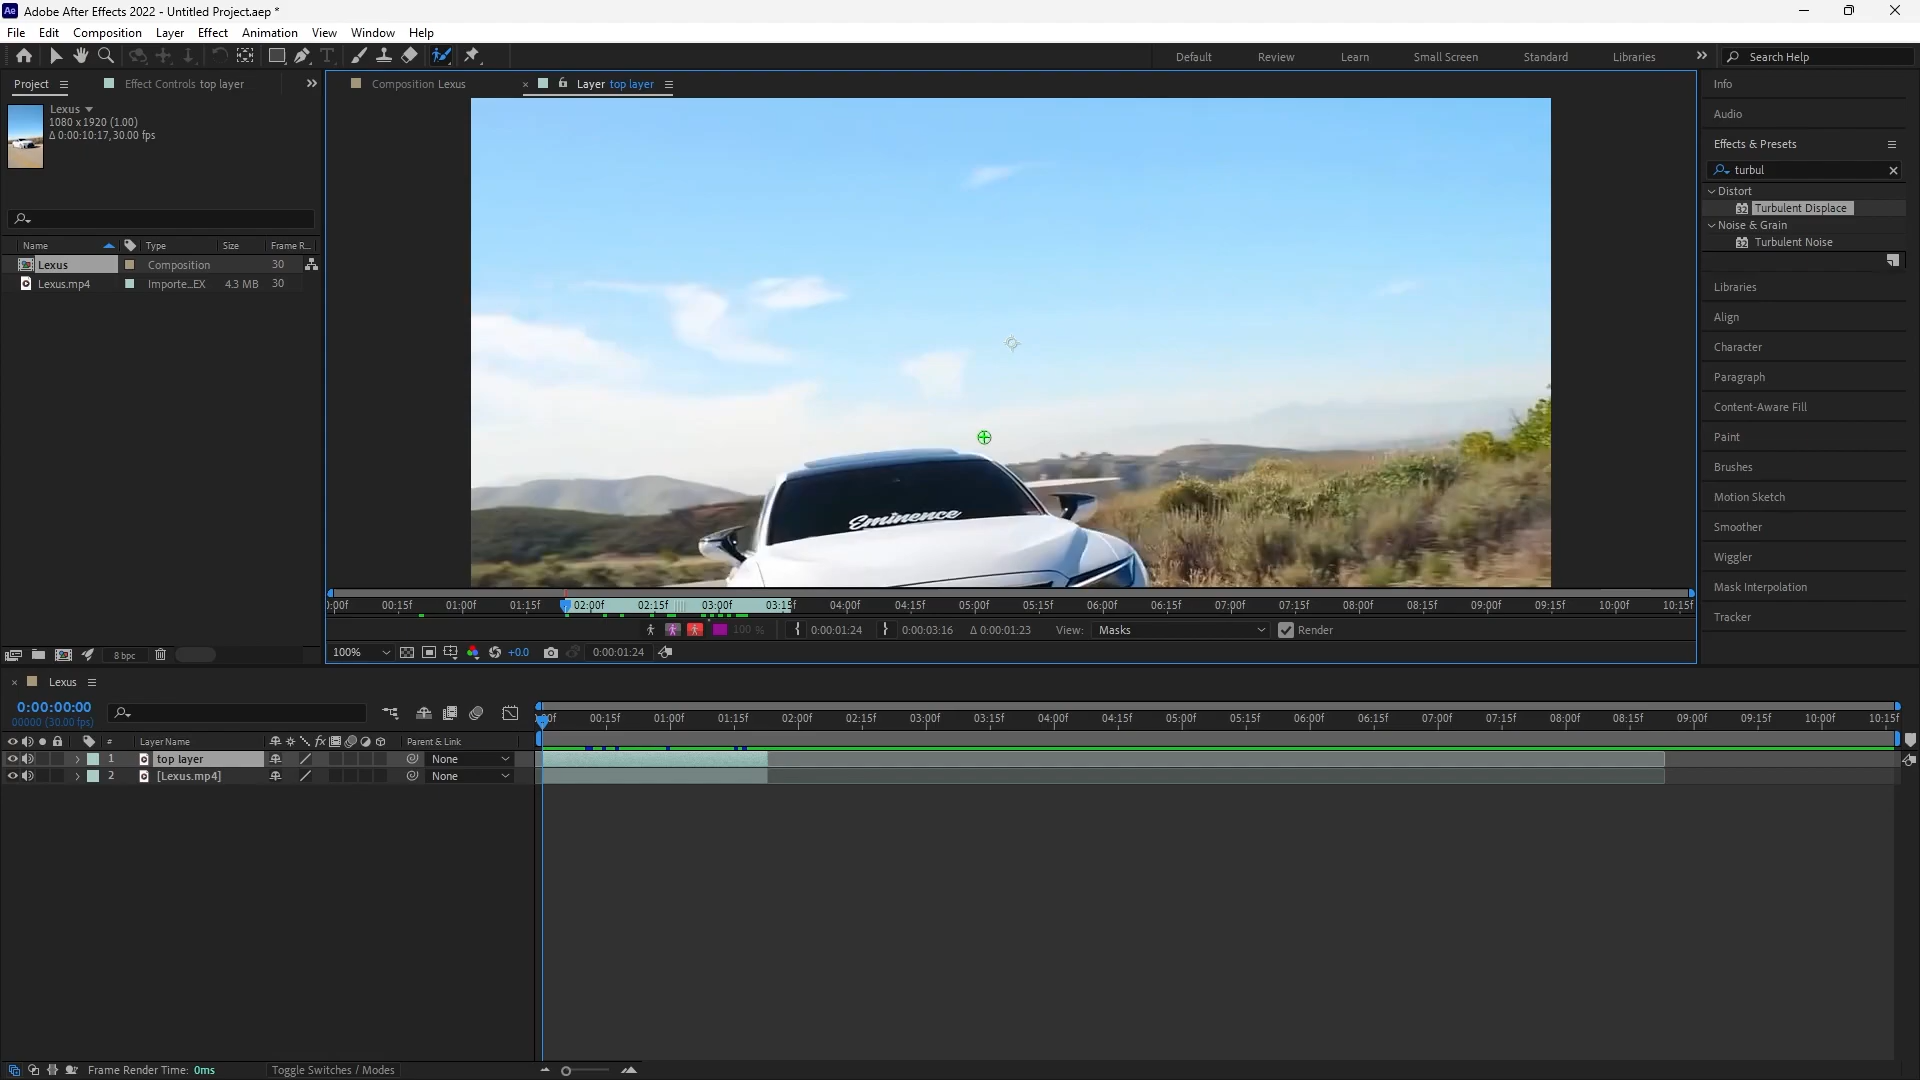 Ae Adobe After Effects 2022 - Untitled Project.aep *
File Edit Composition Layer Effect Animation View Window Help
Default Review Learn Small Screen Standard Libraries Search Help
Project Effect Controls top layer
Composition Lexus
Layer top layer
Lexus
1080 x 1920 (1.00)
Δ 0:00:10:17, 30.00 fps
Name Type Size Frame R...
Lexus Composition 30
Lexus.mp4 Importe...EX 4.3 MB 30
8 bpc
Eminence
:00f 00:15f 01:00f 01:15f 02:00f 02:15f 03:00f 03:15f 04:00f 04:15f 05:00f 05:15f 06:00f 06:15f 07:00f 07:15f 08:00f 08:15f 09:00f 09:15f 10:00f 10:15f
100 % 0:00:01:24 0:00:03:16 Δ 0:00:01:23 View: Masks Render
100% +0.0 0:00:01:24
Info
Audio
Effects & Presets
turbul
Distort
32 Turbulent Displace
Noise & Grain
32 Turbulent Noise
Libraries
Align
Character
Paragraph
Content-Aware Fill
Paint
Brushes
Motion Sketch
Smoother
Wiggler
Mask Interpolation
Tracker
Lexus
0:00:00:00
00000 (30.00 fps)
:00f 00:15f 01:00f 01:15f 02:00f 02:15f 03:00f 03:15f 04:00f 04:15f 05:00f 05:15f 06:00f 06:15f 07:00f 07:15f 08:00f 08:15f 09:00f 09:15f 10:00f 10:15f
# Layer Name fx Parent & Link
1 top layer None
2 [Lexus.mp4] None
Frame Render Time: 0ms Toggle Switches / Modes